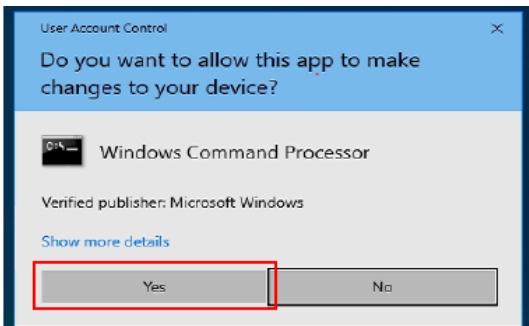 User Account Control
Do you want to allow this app to make
changes to your device?
C:\_
Windows Command Processor
Verified publisher: Microsoft Windows
Show more details
Yes No